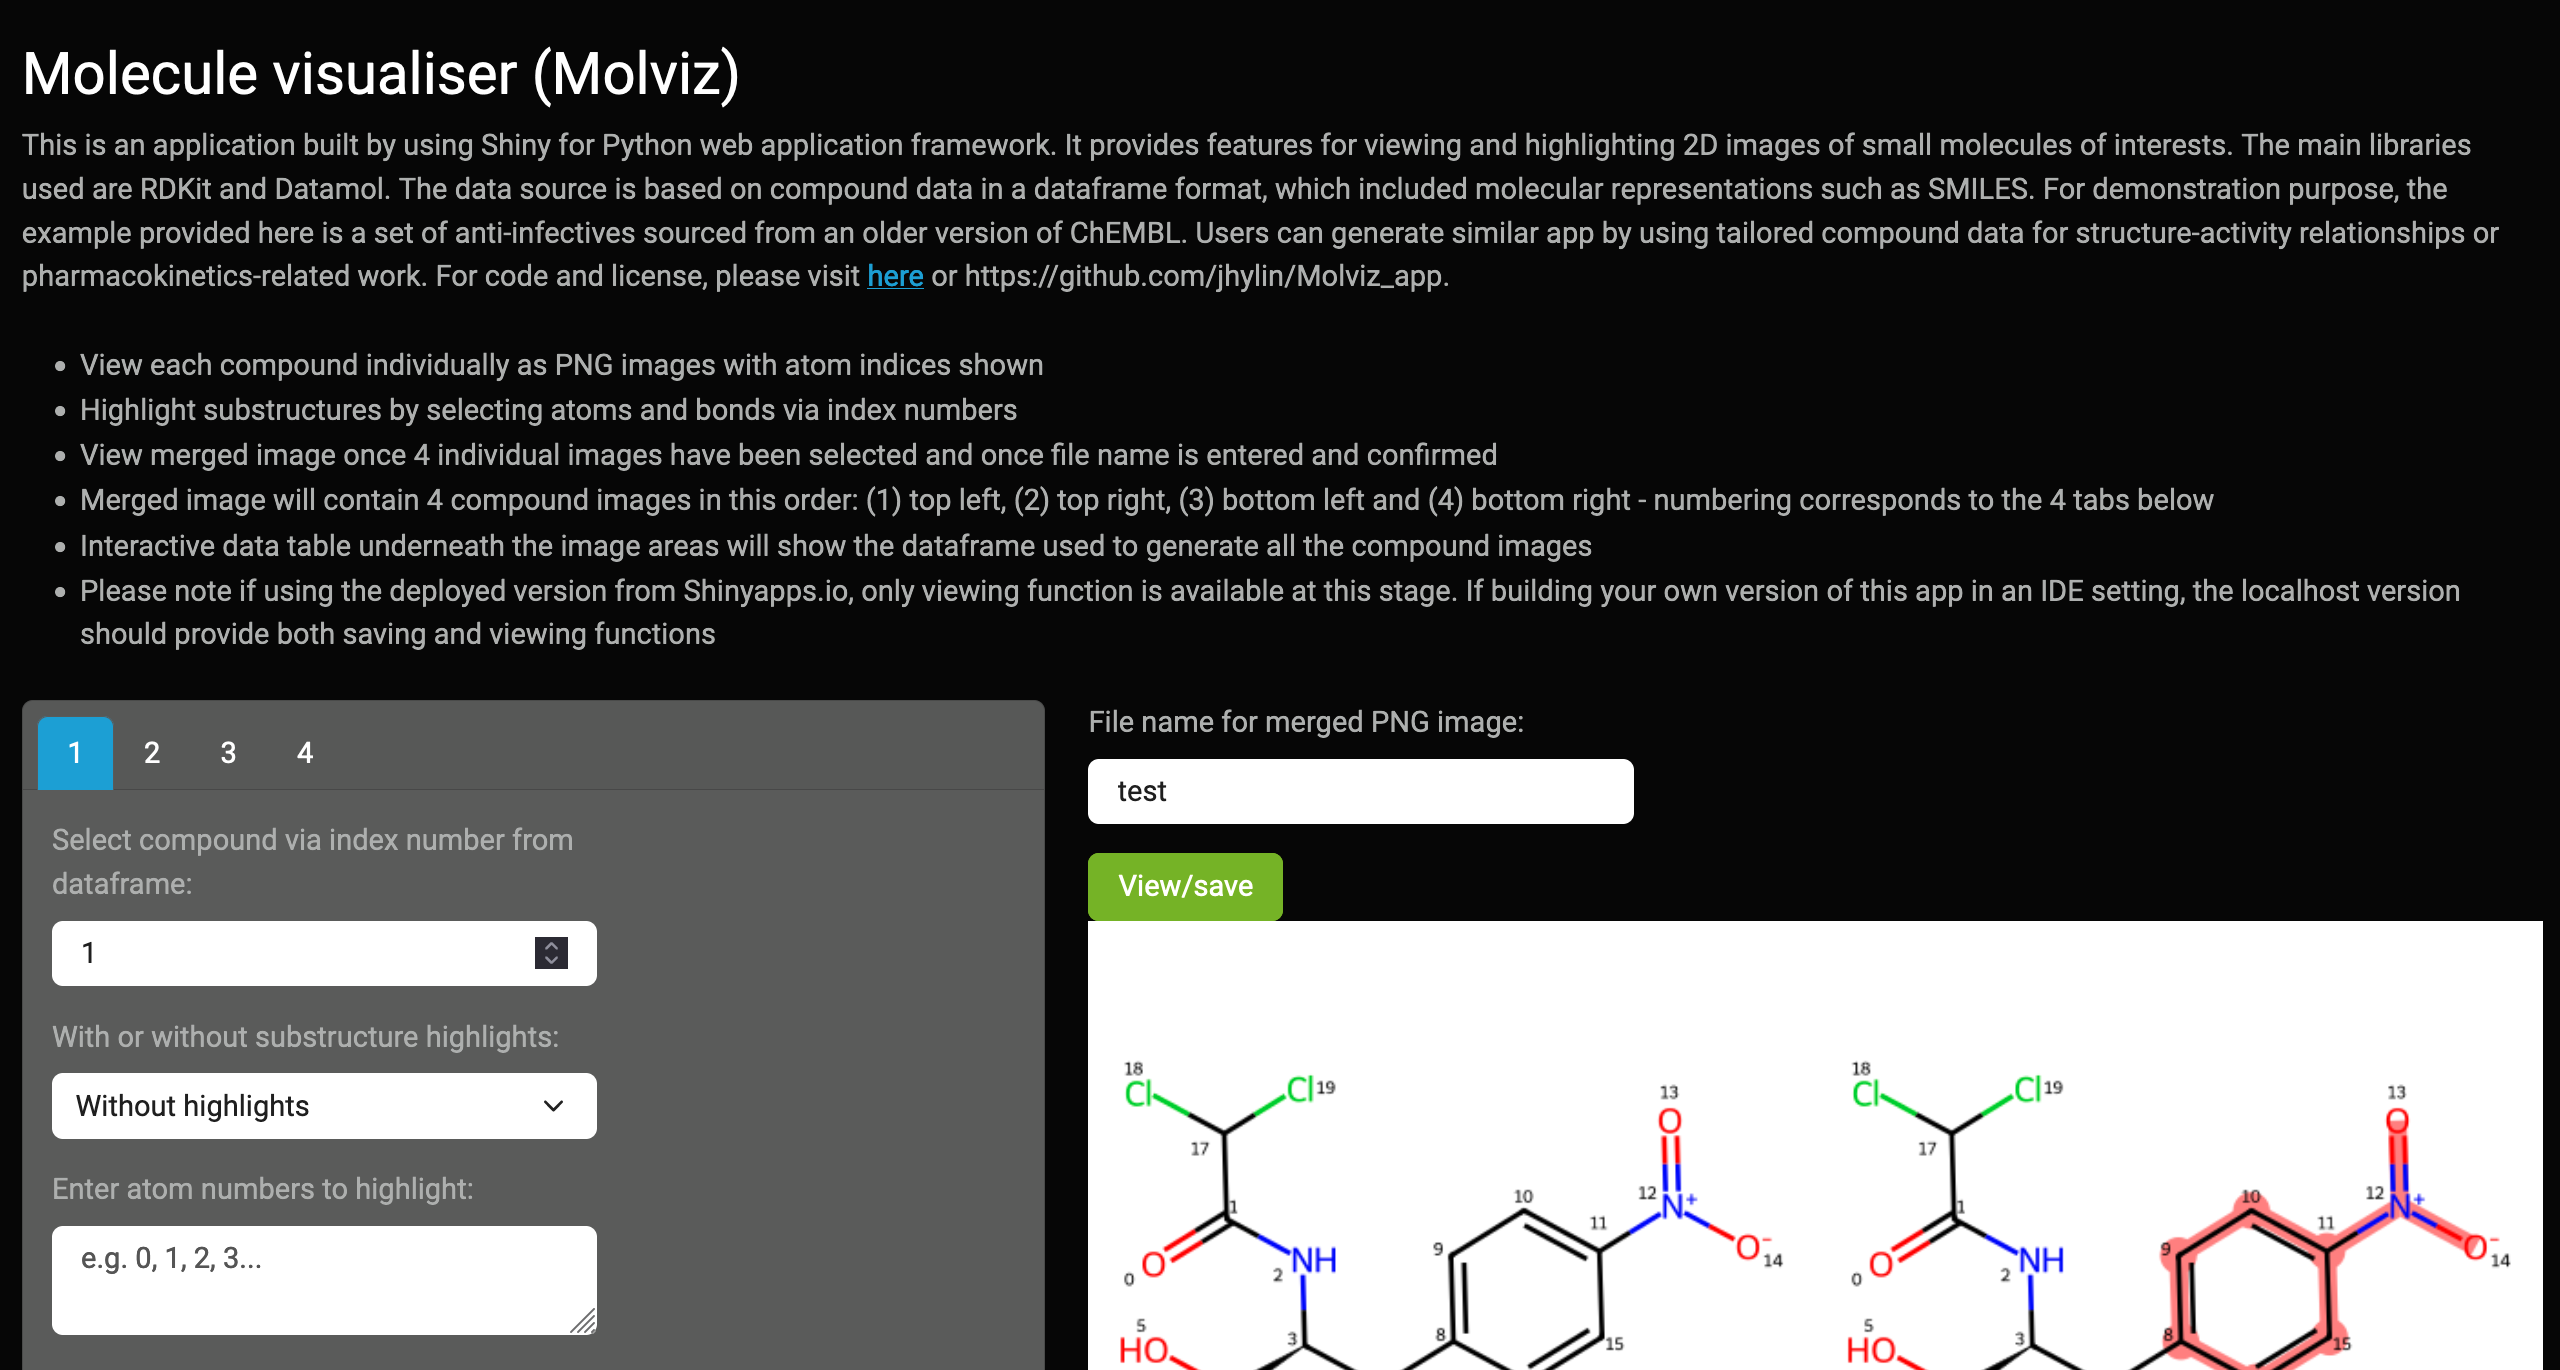 Molecule visualiser (Molviz)
This is an application built by using Shiny for Python web application framework. It provides features for viewing and highlighting 2D images of small molecules of interests. The main libraries
used are RDKit and Datamol. The data source is based on compound data in a dataframe format, which included molecular representations such as SMILES. For demonstration purpose, the
example provided here is a set of anti-infectives sourced from an older version of ChEMBL. Users can generate similar app by using tailored compound data for structure-activity relationships or
pharmacokinetics-related work. For code and license, please visit here or https://github.com/jhylin/Molviz_app.
• View each compound individually as PNG images with atom indices shown
• Highlight substructures by selecting atoms and bonds via index numbers
• View merged image once 4 individual images have been selected and once file name is entered and confirmed
• Merged image will contain 4 compound images in this order: (1) top left, (2) top right, (3) bottom left and (4) bottom right - numbering corresponds to the 4 tabs below
• Interactive data table underneath the image areas will show the dataframe used to generate all the compound images
• Please note if using the deployed version from Shinyapps.io, only viewing function is available at this stage. If building your own version of this app in an IDE setting, the localhost version
should provide both saving and viewing functions
1 2 3 4
Select compound via index number from
dataframe:
1
With or without substructure highlights:
Without highlights
Enter atom numbers to highlight:
e.g. 0, 1, 2, 3...
File name for merged PNG image:
test
View/save
18 18
Cl Cl 19 13 Cl Cl 19 13
O O
17 17
10 12 N+ 10 12 N+
1 11 1 11
9 O- 14 9 O- 14
O NH O NH
0 2 0 2
5 5
HO 3 8 15 HO 3 8 15